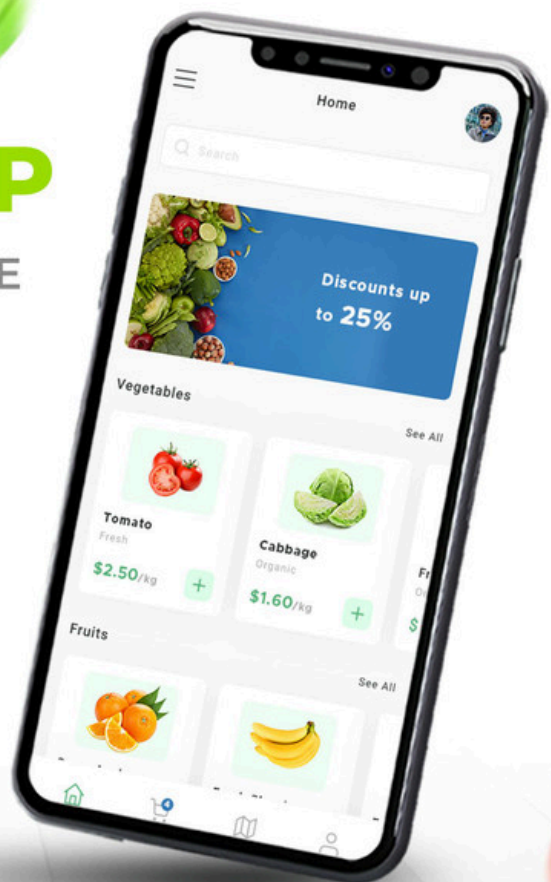 P
E
Home
Search
Discounts up
to 25%
Vegetables
See All
Tomato
Fresh
$2.50/kg
Cabbage
Organic
$1.60/kg
$
Fruits
See All
4